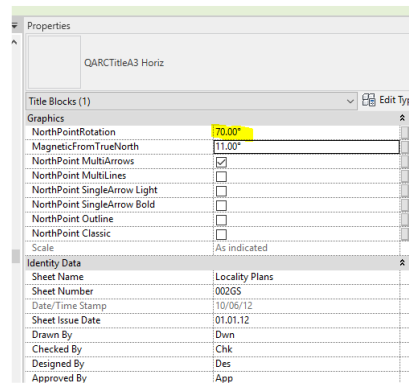 Properties
QARCTitleA3 Horiz
Title Blocks (1) Edit Typ
Graphics
NorthPointRotation 70.00°
MagneticFromTrueNorth 11.00°
NorthPoint MultiArrows
NorthPoint MultiLines
NorthPoint SingleArrow Light
NorthPoint SingleArrow Bold
NorthPoint Outline
NorthPoint Classic
Scale As indicated
Identity Data
Sheet Name Locality Plans
Sheet Number 002GS
Date/Time Stamp 10/06/12
Sheet Issue Date 01.01.12
Drawn By Dwn
Checked By Chk
Designed By Des
Approved By App